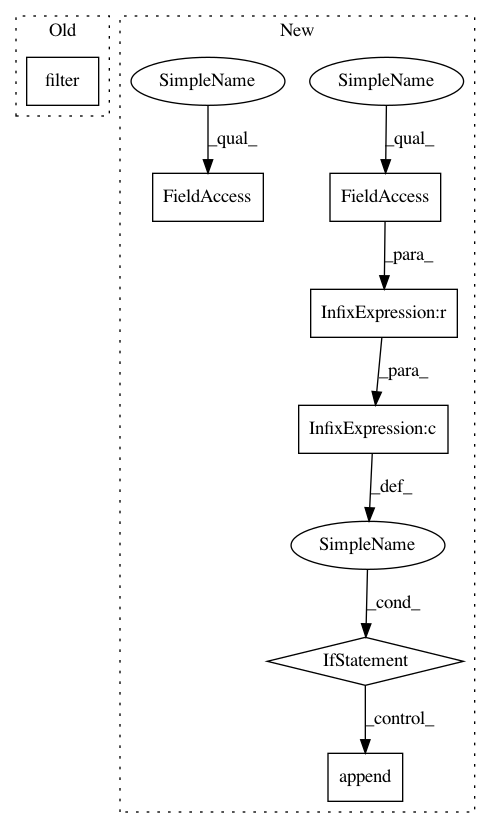 Old
New
filter
SimpleName
SimpleName
_qual_
_qual_
FieldAccess
FieldAccess
_para_
InfixExpression:r
_para_
InfixExpression:c
_def_
SimpleName
_cond_
IfStatement
_control_
append